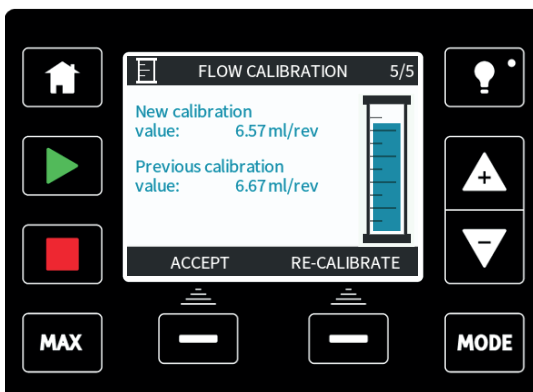 FLOW CALIBRATION 5/5
New calibration
value: 6.57 ml/rev
Previous calibration
value: 6.67 ml/rev
ACCEPT RE-CALIBRATE
MAX
MODE